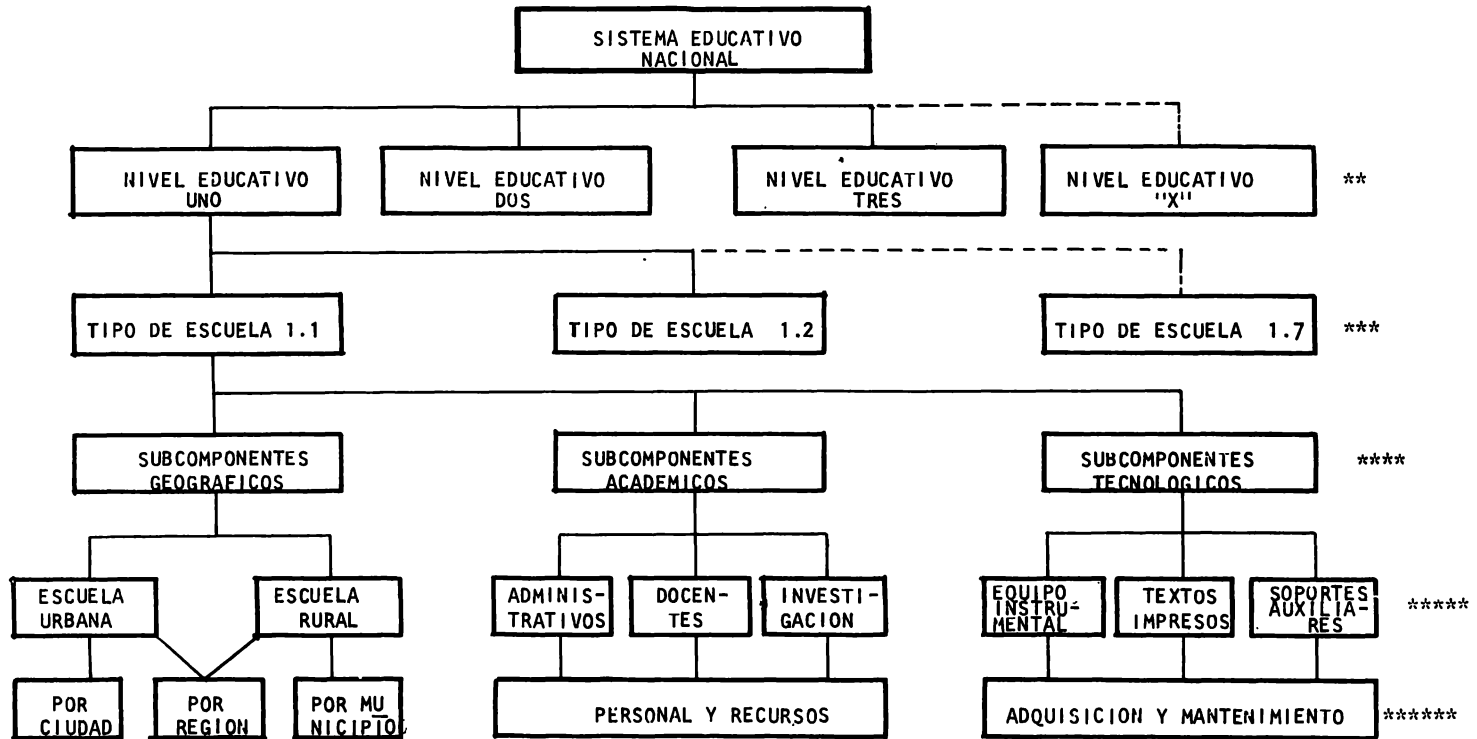 SISTEMA EDUCATIVO
NACIONAL
NIVEL EDUCATIVO
UNO
NIVEL EDUCATIVO
DOS
NIVEL EDUCATIVO
TRES
NIVEL EDUCATIVO
"X"
**
TIPO DE ESCUELA 1.1
TIPO DE ESCUELA 1.2
TIPO DE ESCUELA 1.7
***
SUBCOMPONENTES
GEOGRAFICOS
SUBCOMPONENTES
ACADEMICOS
SUBCOMPONENTES
TECNOLOGICOS
****
ESCUELA
URBANA
ESCUELA
RURAL
ADMINIS-
TRATIVOS
DOCEN-
TES
INVESTI-
GACION
EQUIPO
INSTRU-
MENTAL
TEXTOS
IMPRESOS
SOPORTES
AUXILIA-
RES
*****
POR
CIUDAD
POR
REGION
POR MU
NICIPIOS
PERSONAL Y RECURSOS
ADQUISICION Y MANTENIMIENTO
******